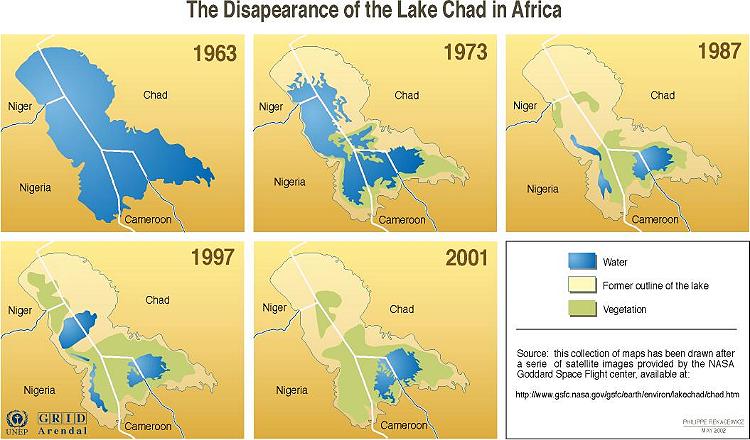 The Disapearance of the Lake Chad in Africa
1963
Niger
Chad
Nigeria
Cameroon
1973
Niger
Chad
Nigeria
Cameroon
1987
Niger
Chad
Nigeria
Cameroon
1997
Niger
Chad
Nigeria
Cameroon
UNEP
GRID
Arendal
2001
Niger
Chad
Nigeria
Cameroon
Water
Former outline of the lake
Vegetation
Source: this collection of maps has been drawn after
a serie of satellite images provided by the NASA
Goddard Space Flight center, available at:
http://www.gsfc.nasa.gov/gsfc/earth/environ/lakechad/chad.htm
PHILIPPE REKACEWICZ
MAY 2002